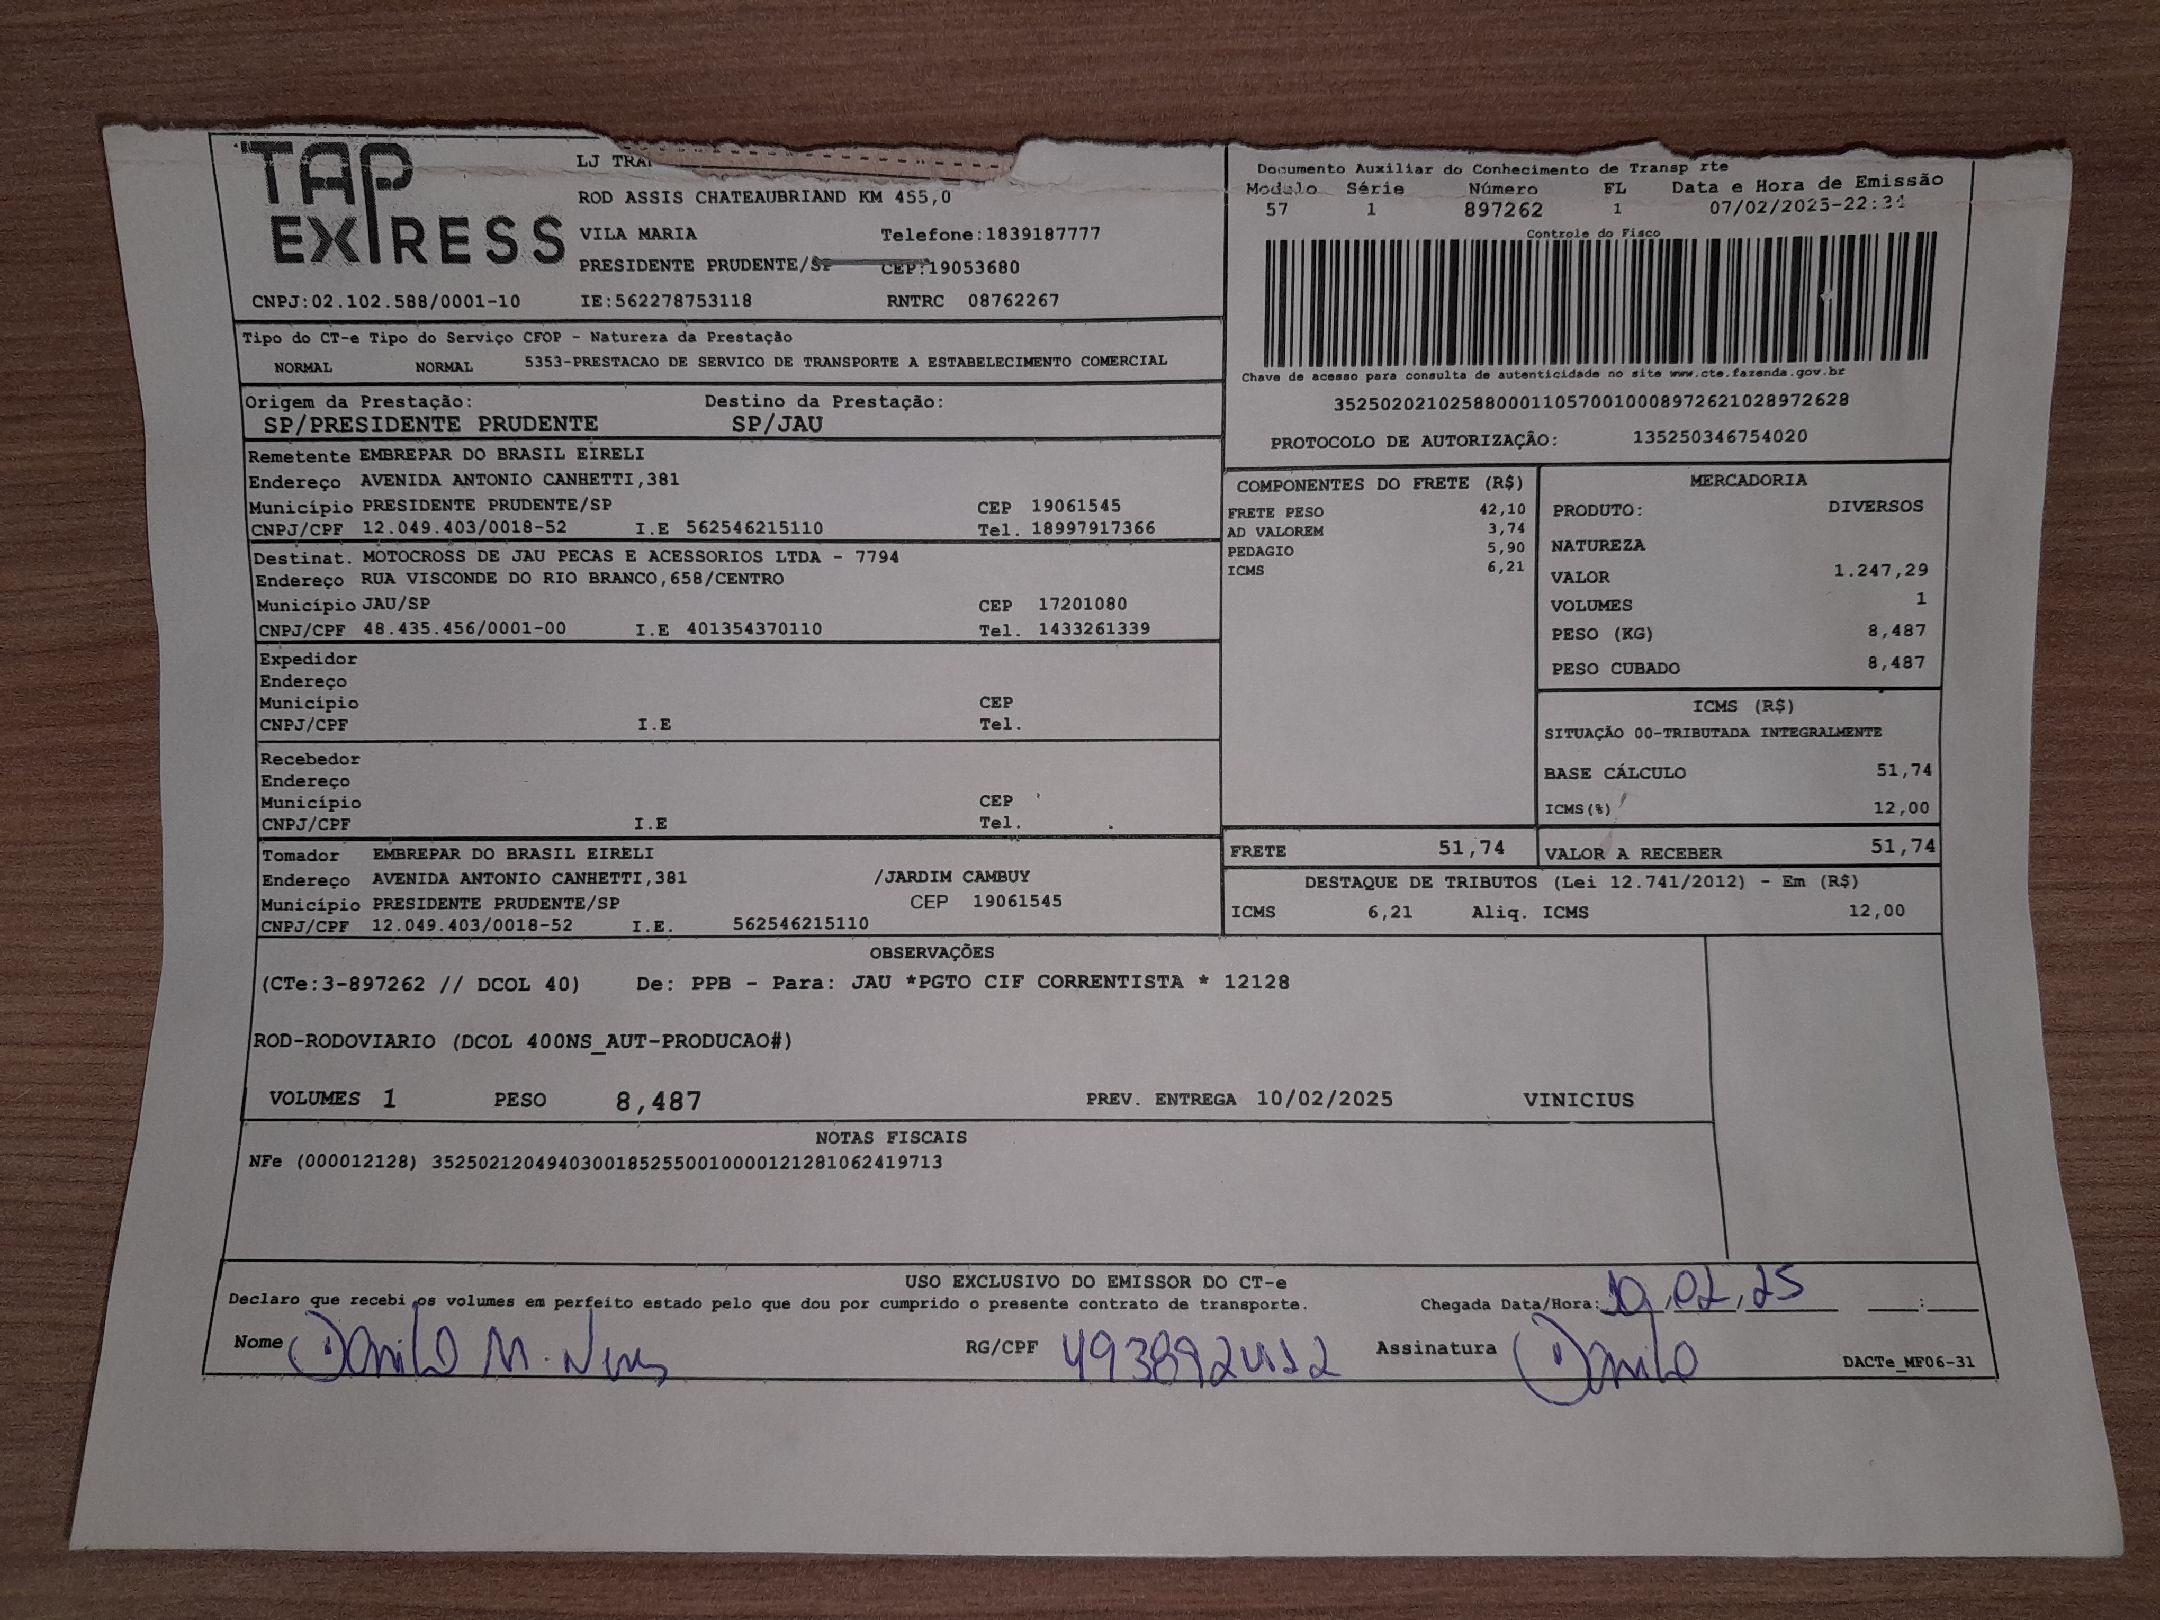 TAP EXPRESS
LJ
ROD ASSIS CHATEAUBRIAND KM 455,0
VILA MARIA Telefone:1839187777
PRESIDENTE PRUDENTE/SP CEP:19053680
CNPJ:02.102.588/0001-10 IE:562278753118 RNTRC 08762267
Documento Auxiliar do Conhecimento de Transp rte
Modelo Série Número FL Data e Hora de Emissão
57 1 897262 1 07/02/2025-22:34
Controle do Fisco
Chave de acesso para consulta de autenticidade no site www.cte.fazenda.gov.br
35250202102588000110570010008972621028972628
PROTOCOLO DE AUTORIZAÇÃO: 135250346754020
Tipo do CT-e Tipo do Serviço CFOP - Natureza da Prestação
NORMAL NORMAL 5353-PRESTACAO DE SERVICO DE TRANSPORTE A ESTABELECIMENTO COMERCIAL
Origem da Prestação: Destino da Prestação:
SP/PRESIDENTE PRUDENTE SP/JAU
Remetente EMBREPAR DO BRASIL EIRELI
Endereço AVENIDA ANTONIO CANHETTI,381
Município PRESIDENTE PRUDENTE/SP CEP 19061545
CNPJ/CPF 12.049.403/0018-52 I.E 562546215110 Tel. 18997917366
Destinat. MOTOCROSS DE JAU PECAS E ACESSORIOS LTDA - 7794
Endereço RUA VISCONDE DO RIO BRANCO,658/CENTRO
Município JAU/SP CEP 17201080
CNPJ/CPF 48.435.456/0001-00 I.E 401354370110 Tel. 1433261339
Expedidor
Endereço
Município CEP
CNPJ/CPF I.E Tel.
Recebedor
Endereço
Município CEP
CNPJ/CPF I.E Tel.
Tomador EMBREPAR DO BRASIL EIRELI
Endereço AVENIDA ANTONIO CANHETTI,381 /JARDIM CAMBUY
Município PRESIDENTE PRUDENTE/SP CEP 19061545
CNPJ/CPF 12.049.403/0018-52 I.E. 562546215110
COMPONENTES DO FRETE (R$)
FRETE PESO 42,10
AD VALOREM 3,74
PEDAGIO 5,90
ICMS 6,21
FRETE 51,74
MERCADORIA
PRODUTO: DIVERSOS
NATUREZA
VALOR 1.247,29
VOLUMES 1
PESO (KG) 8,487
PESO CUBADO 8,487
ICMS (R$)
SITUAÇÃO 00-TRIBUTADA INTEGRALMENTE
BASE CÁLCULO 51,74
ICMS(%) 12,00
VALOR A RECEBER 51,74
DESTAQUE DE TRIBUTOS (Lei 12.741/2012) - Em (R$)
ICMS 6,21 Aliq. ICMS 12,00
OBSERVAÇÕES
(CTe:3-897262 // DCOL 40) De: PPB - Para: JAU *PGTO CIF CORRENTISTA * 12128
ROD-RODOVIARIO (DCOL 400NS_AUT-PRODUCAO#)
VOLUMES 1 PESO 8,487 PREV. ENTREGA 10/02/2025 VINICIUS
NOTAS FISCAIS
NFe (000012128) 35250212049403001852550010000121281062419713
USO EXCLUSIVO DO EMISSOR DO CT-e
Declaro que recebi os volumes em perfeito estado pelo que dou por cumprido o presente contrato de transporte. Chegada Data/Hora: 10,02,25 :
Nome Danilo M. RG/CPF Assinatura Danilo
DACTe_MF06-31